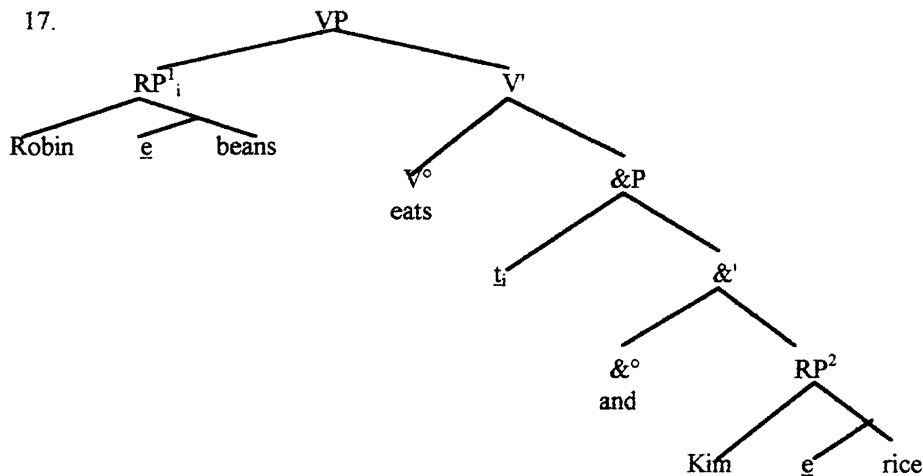 17.
VP
RP¹ᵢ V'
Robin e beans
V° &P
eats
tᵢ &'
&° RP²
and
Kim e rice